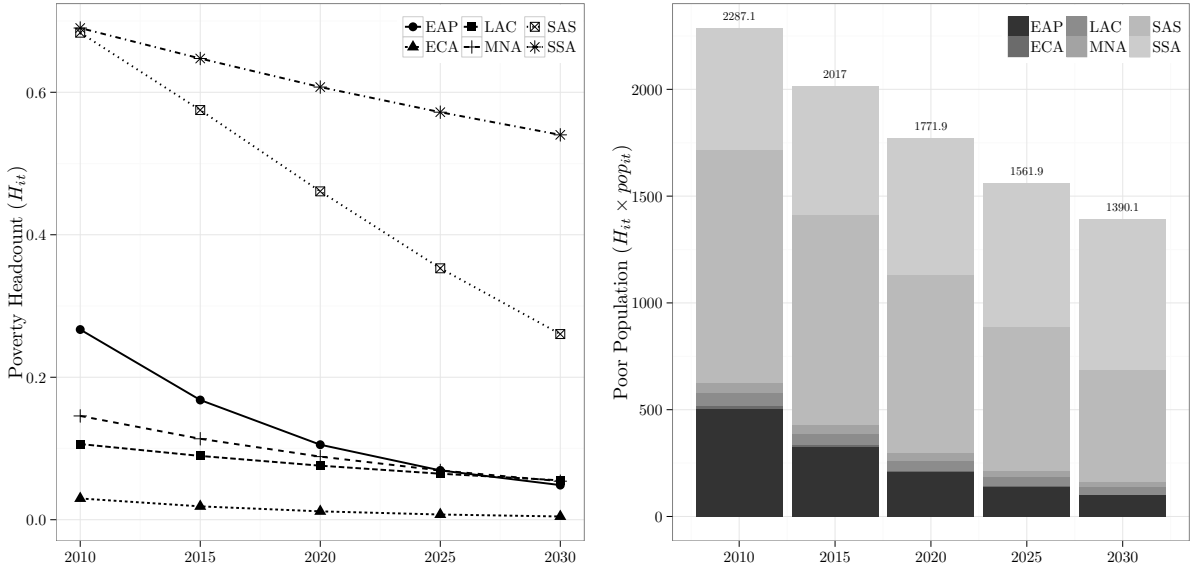 Poverty Headcount (H_it)
0.6
0.4
0.2
0.0
EAP LAC SAS
ECA MNA SSA
2010 2015 2020 2025 2030
Poor Population (H_it × pop_it)
2000
1500
1000
500
0
EAP LAC SAS
ECA MNA SSA
2287.1
2017
1771.9
1561.9
1390.1
2010 2015 2020 2025 2030